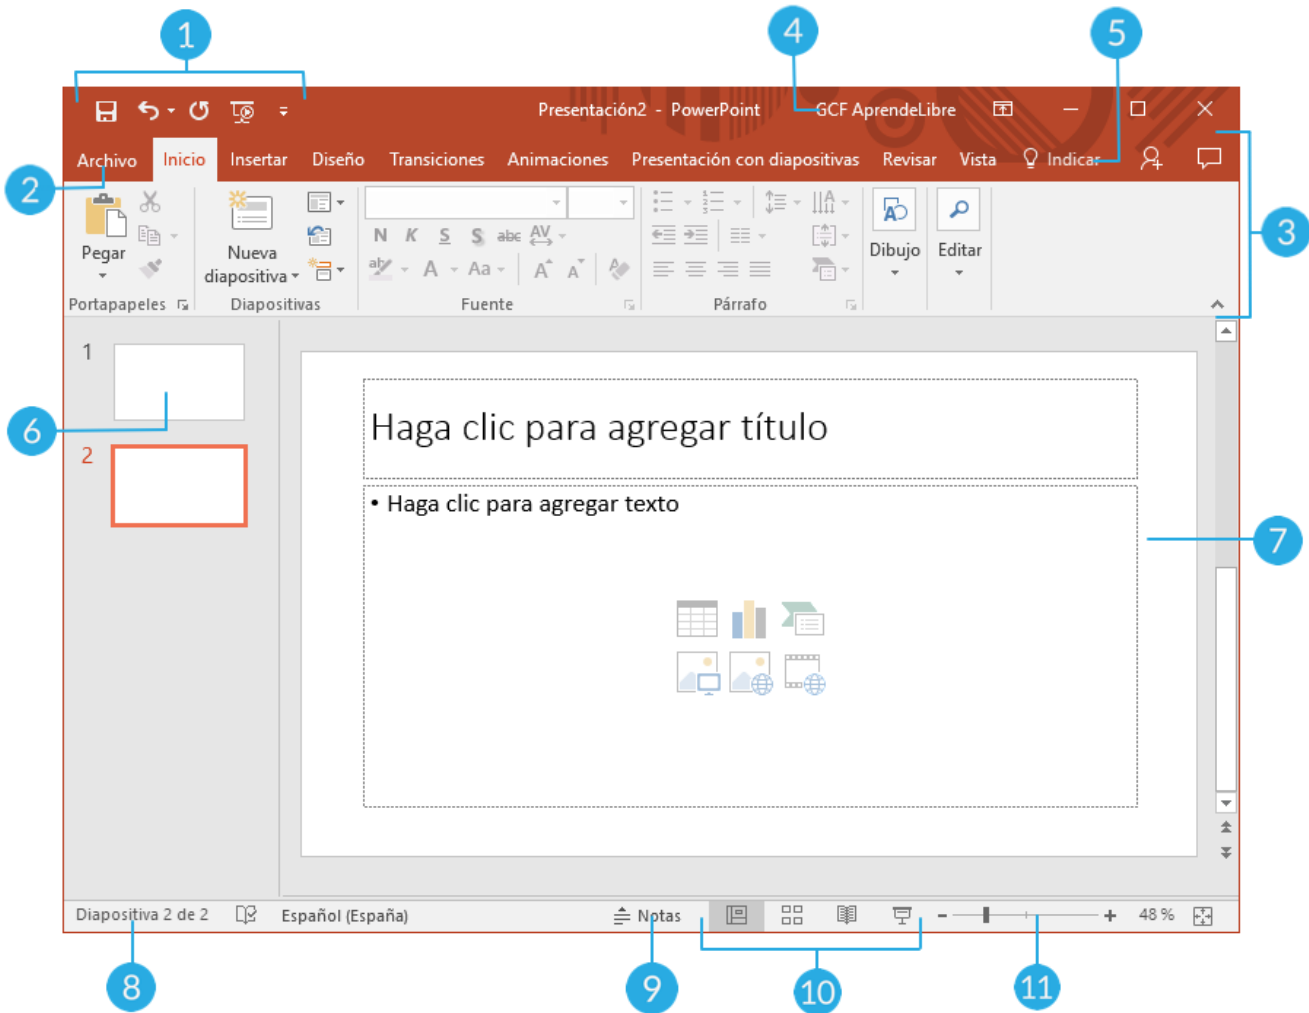 1
4
5
Presentación2 - PowerPoint GCF AprendeLibre
Archivo Inicio Insertar Diseño Transiciones Animaciones Presentación con diapositivas Revisar Vista Indicar
2
3
Pegar
Nueva
diapositiva
N K S S abc AV
aby A Aa A A
Dibujo
Editar
Portapapeles Diapositivas Fuente Párrafo
1
6
2
Haga clic para agregar título
• Haga clic para agregar texto
7
Diapositiva 2 de 2 Español (España) Notas 48 %
8
9
10
11